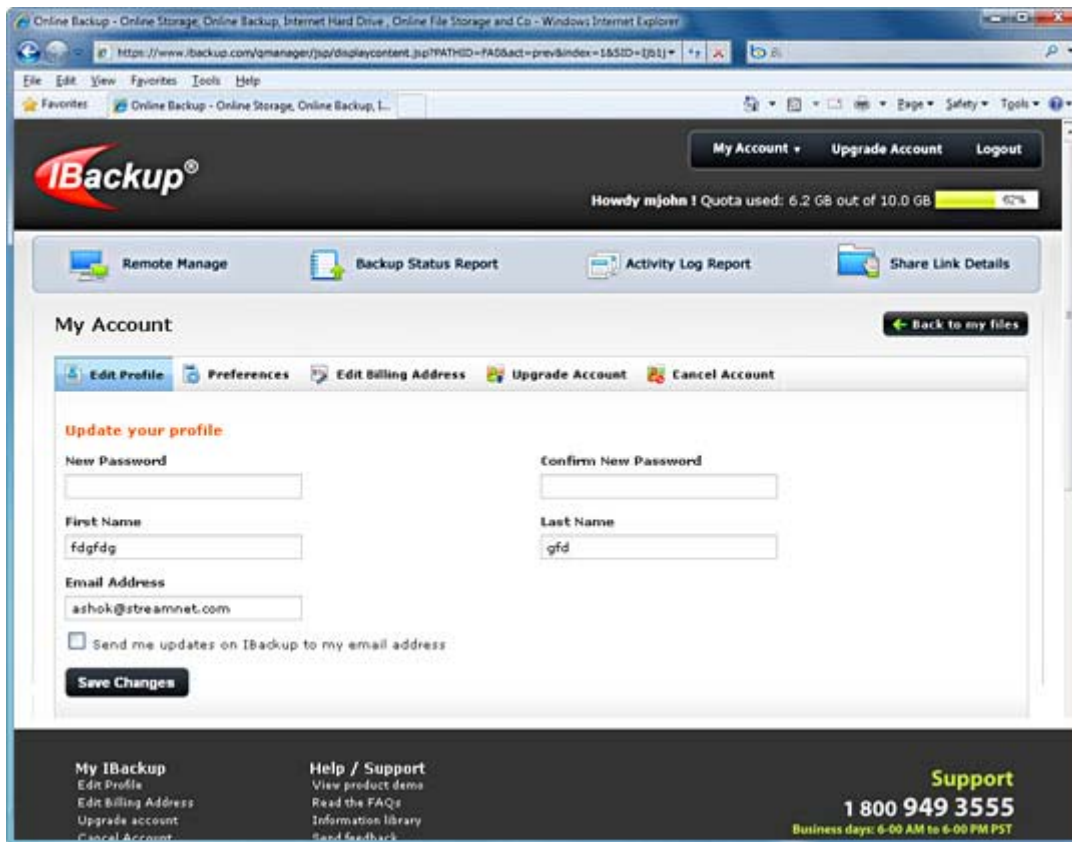 Online Backup - Online Storage, Online Backup, Internet Hard Drive , Online File Storage and Co - Windows Internet Explorer
File Edit View Favorites Tools Help
Favorites Online Backup - Online Storage, Online Backup, I... Page Safety Tools
IBackup®
My Account Upgrade Account Logout
Howdy mjohn ! Quota used: 6.2 GB out of 10.0 GB 62%
Remote Manage Backup Status Report Activity Log Report Share Link Details
My Account Back to my files
Edit Profile Preferences Edit Billing Address Upgrade Account Cancel Account
Update your profile
New Password Confirm New Password
First Name Last Name
fdgfdg gfd
Email Address
ashok@streamnet.com
Send me updates on IBackup to my email address
Save Changes
My IBackup Help / Support
Edit Profile View product demo
Edit Billing Address Read the FAQs
Upgrade account Information library
Cancel Account Send feedback
Support
1 800 949 3555
Business days: 6-00 AM to 6-00 PM PST